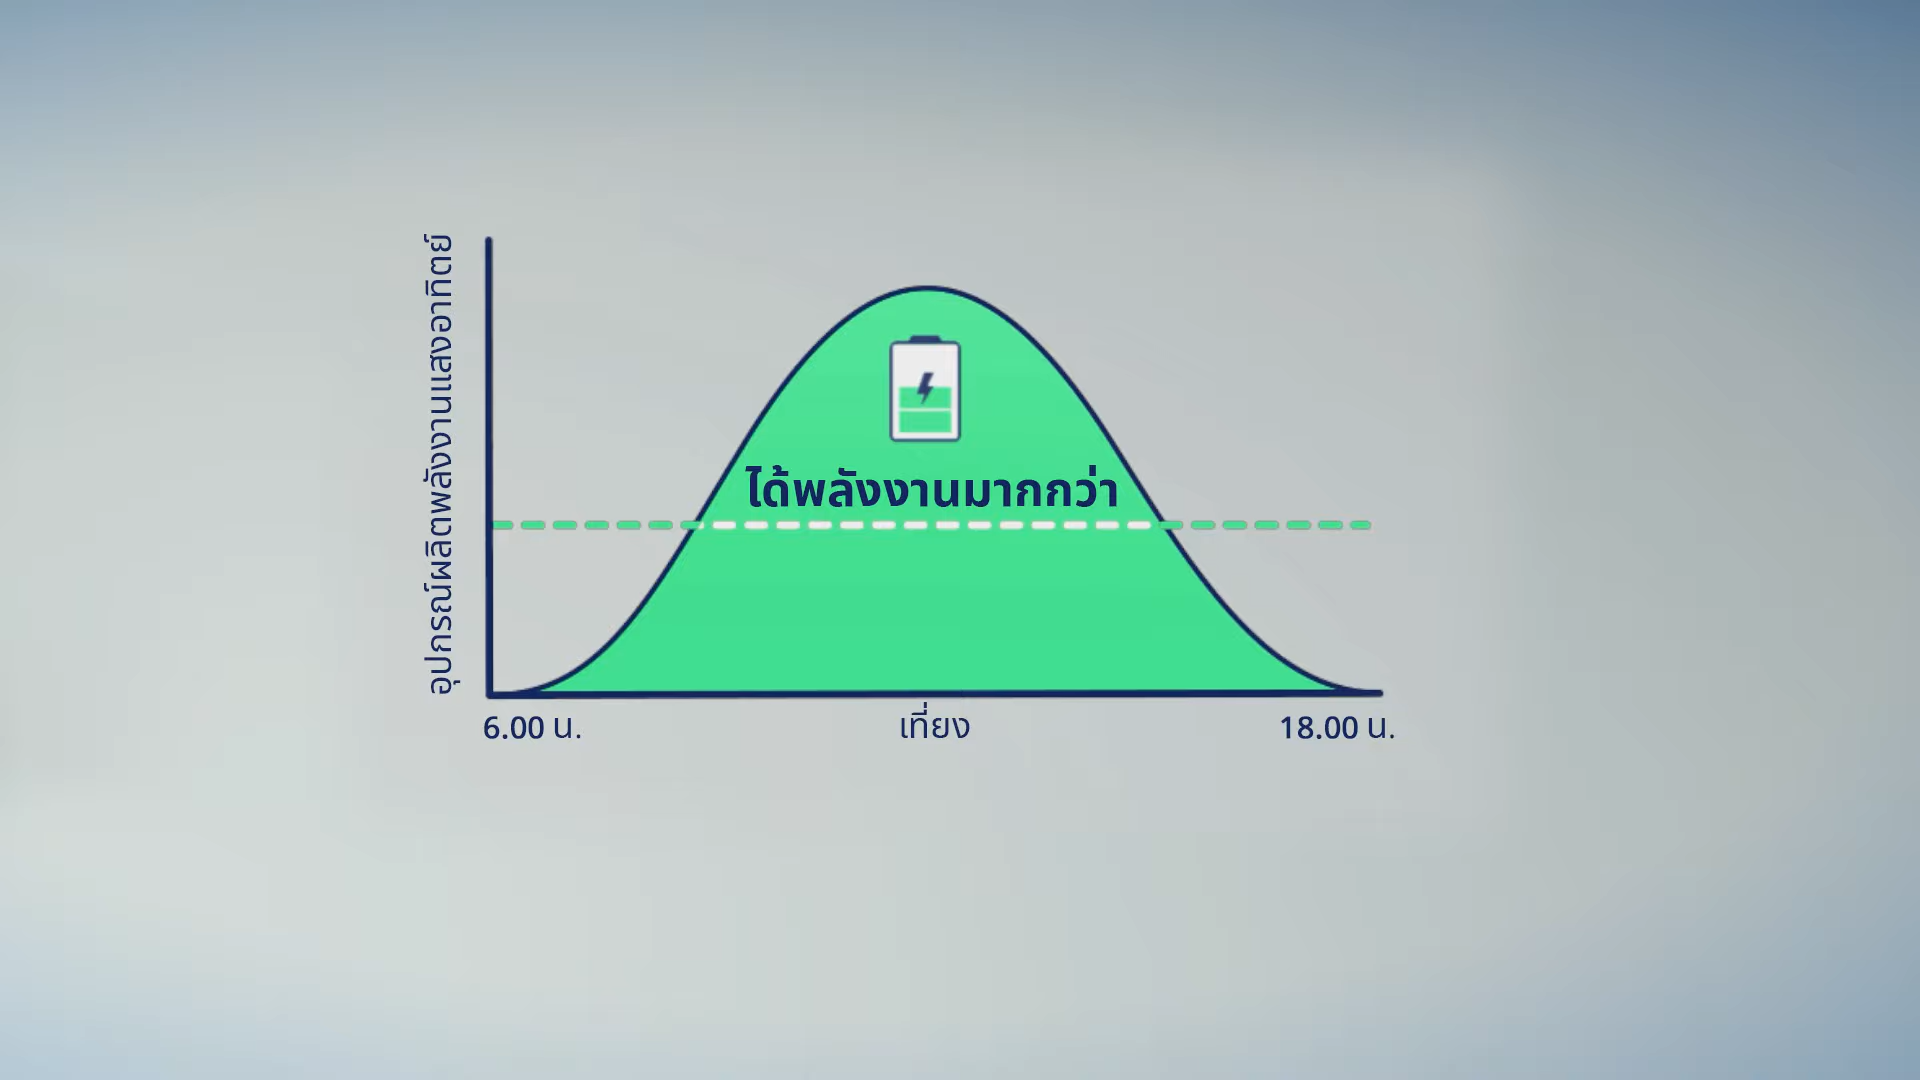 อุปกรณ์ผลิตพลังงานแสงอาทิตย์
ได้พลังงานมากกว่า
6.00 น.
เที่ยง
18.00 น.